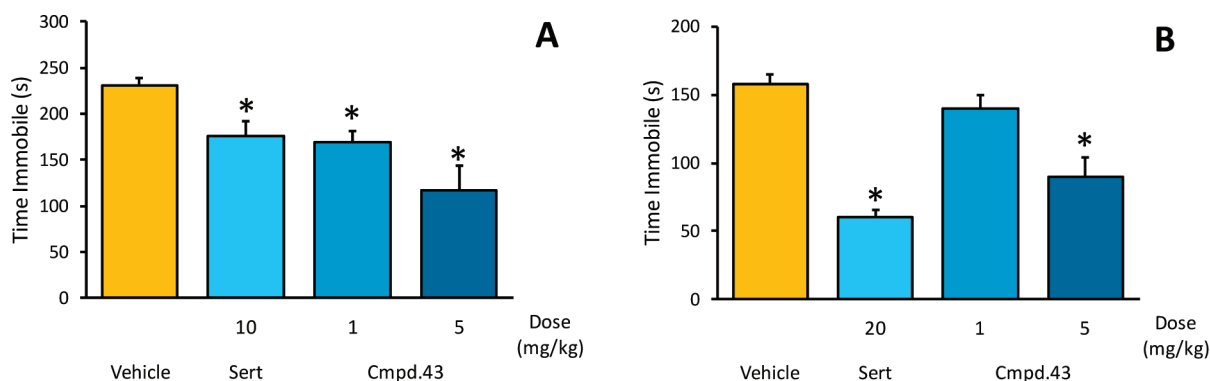 A
Time Immobile (s)
300
250
200
150
100
50
0
*
*
*
10
1
5
Dose
(mg/kg)
Vehicle
Sert
Cmpd.43
B
Time Immobile (s)
200
150
100
50
0
*
*
20
1
5
Dose
(mg/kg)
Vehicle
Sert
Cmpd.43